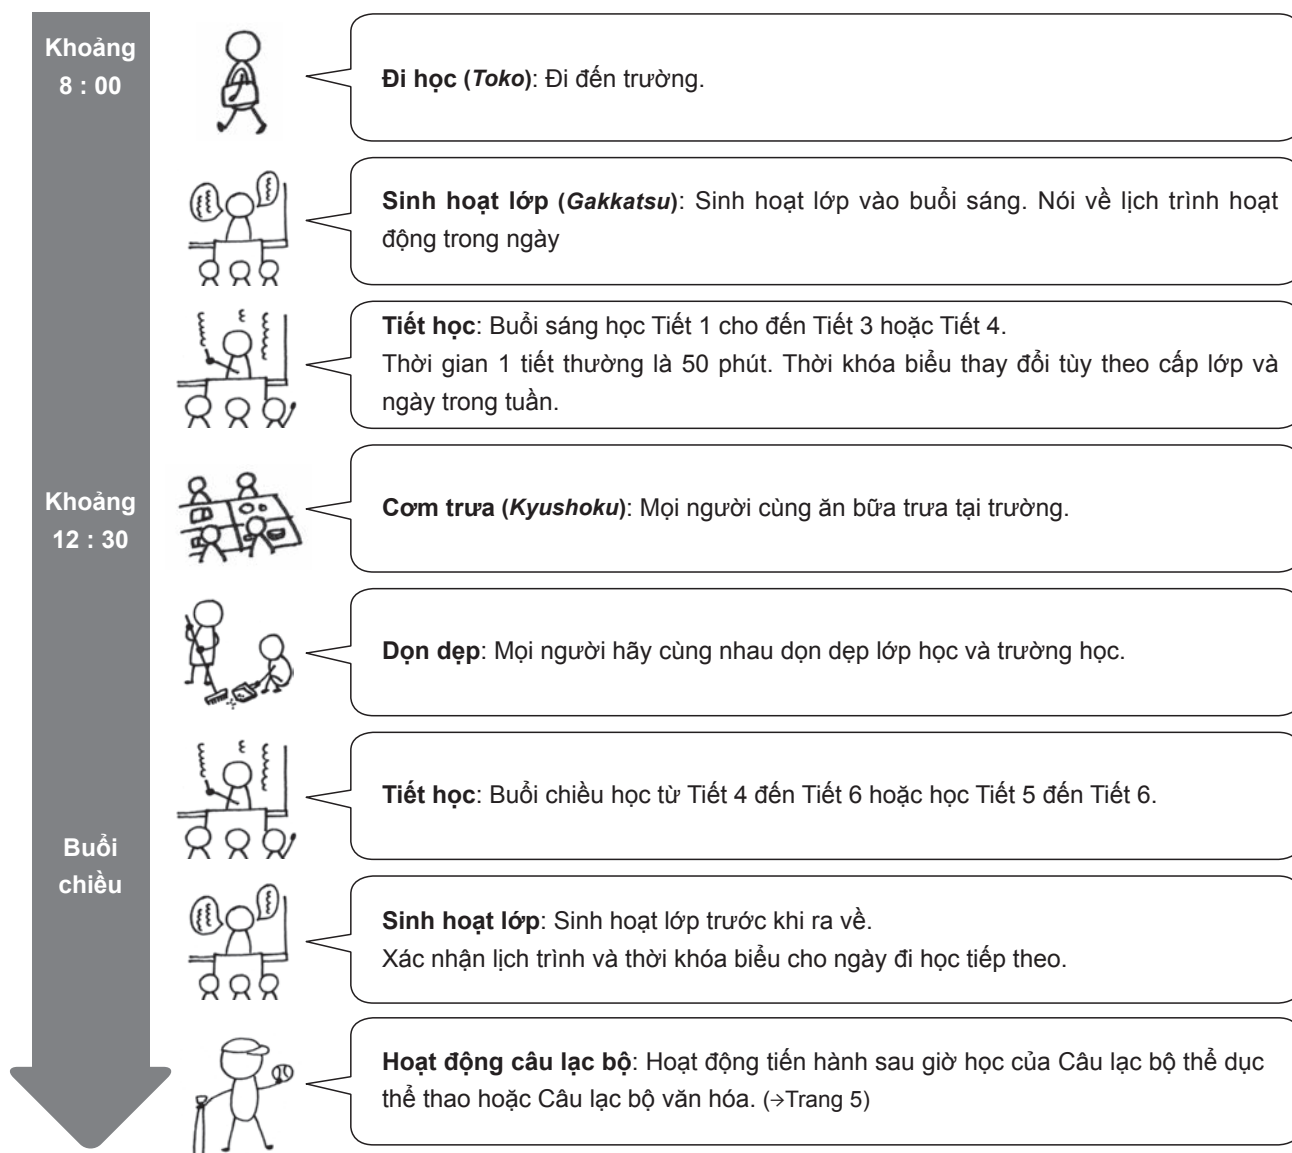 Khoảng
8 : 00
Đi học (Toko): Đi đến trường.
Sinh hoạt lớp (Gakkatsu): Sinh hoạt lớp vào buổi sáng. Nói về lịch trình hoạt
động trong ngày
Tiết học: Buổi sáng học Tiết 1 cho đến Tiết 3 hoặc Tiết 4.
Thời gian 1 tiết thường là 50 phút. Thời khóa biểu thay đổi tùy theo cấp lớp và
ngày trong tuần.
Khoảng
12 : 30
Cơm trưa (Kyushoku): Mọi người cùng ăn bữa trưa tại trường.
Dọn dẹp: Mọi người hãy cùng nhau dọn dẹp lớp học và trường học.
Tiết học: Buổi chiều học từ Tiết 4 đến Tiết 6 hoặc học Tiết 5 đến Tiết 6.
Buổi
chiều
Sinh hoạt lớp: Sinh hoạt lớp trước khi ra về.
Xác nhận lịch trình và thời khóa biểu cho ngày đi học tiếp theo.
Hoạt động câu lạc bộ: Hoạt động tiến hành sau giờ học của Câu lạc bộ thể dục
thể thao hoặc Câu lạc bộ văn hóa. (→Trang 5)